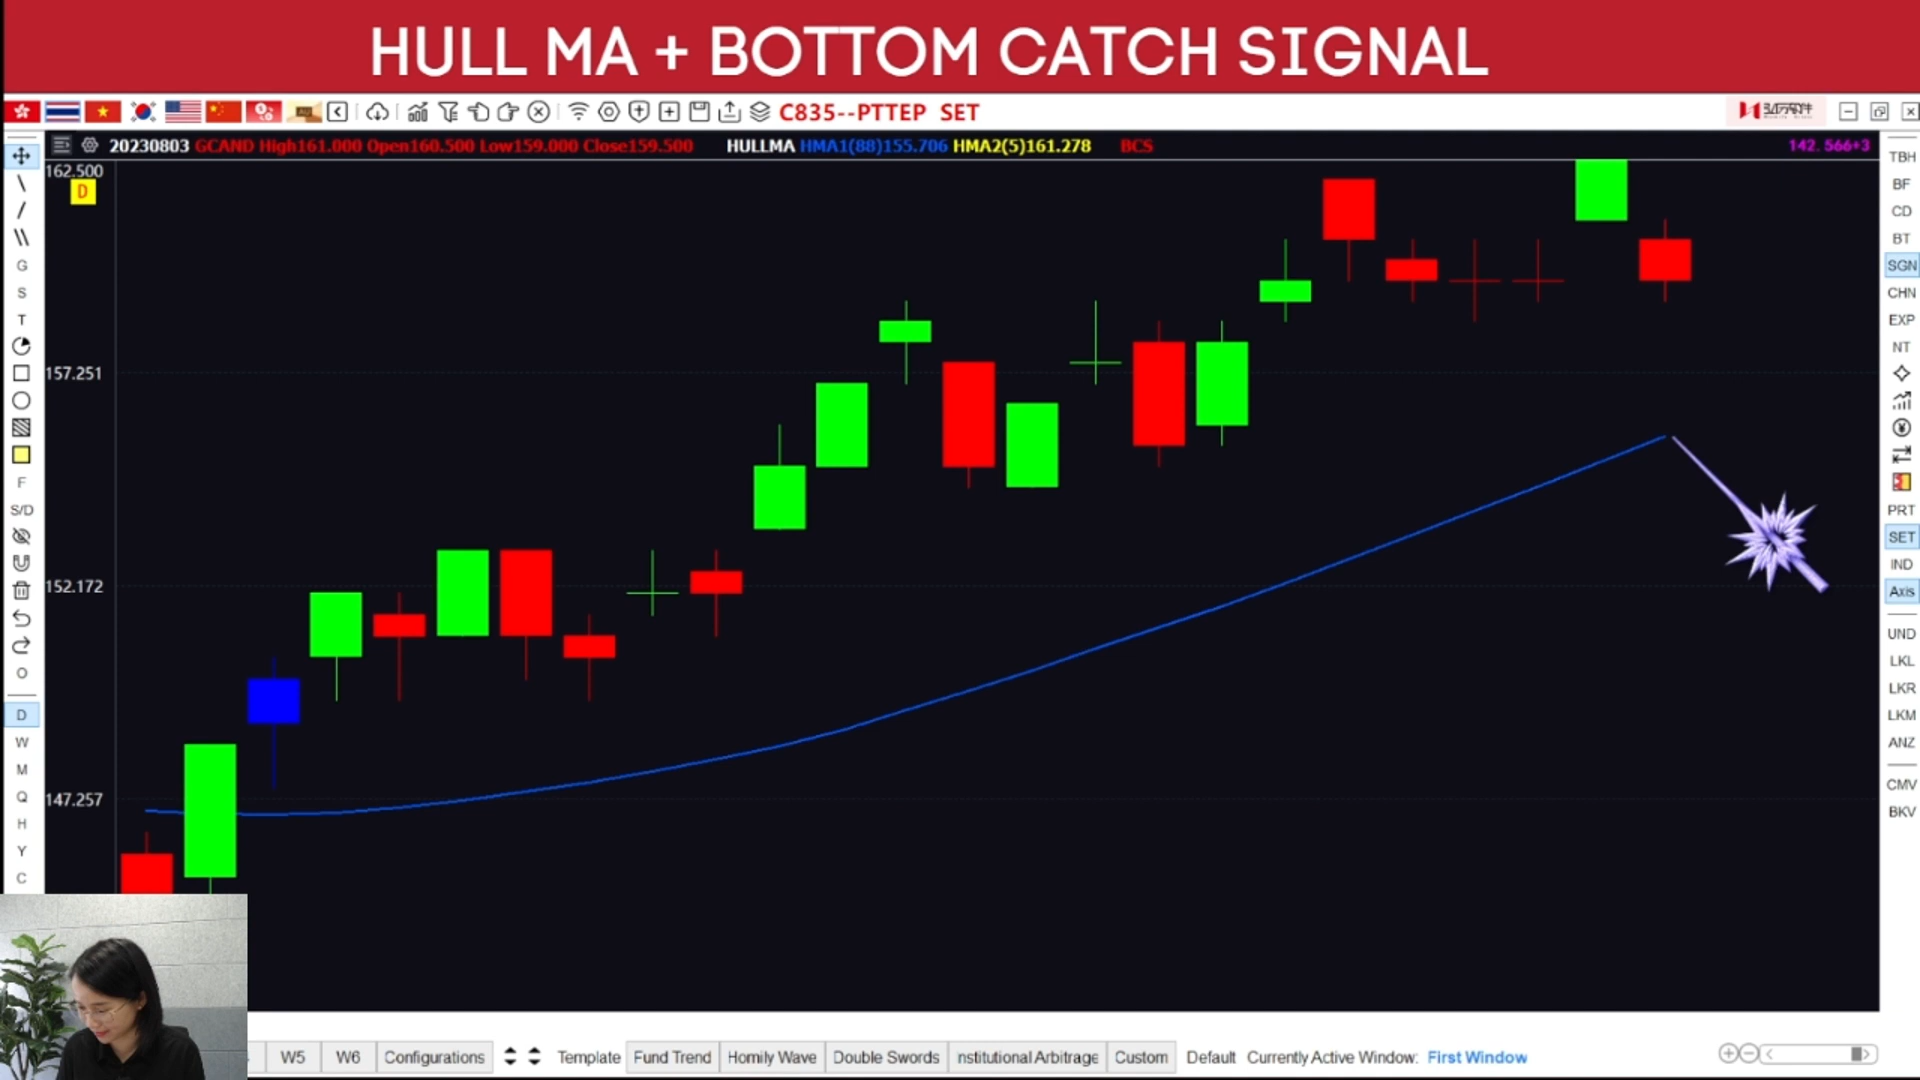 HULL MA + BOTTOM CATCH SIGNAL
C835--PTTEP SET
20230803 GCAND High161.000 Open160.500 Low159.000 Close159.500 HULLMA HMA1(88)155.706 HMA2(5)161.278 BCS 142.566+3
162.500
D
157.251
152.172
147.257
G
S
T
F
S/D
O
D
W
M
Q
H
Y
C
TBH
BF
CD
BT
SGN
CHN
EXP
NT
PRT
SET
IND
Axis
UND
LKL
LKR
LKM
ANZ
CMV
BKV
W5 W6 Configurations Template Fund Trend Homily Wave Double Swords nstitutional Arbitrage Custom Default Currently Active Window: First Window